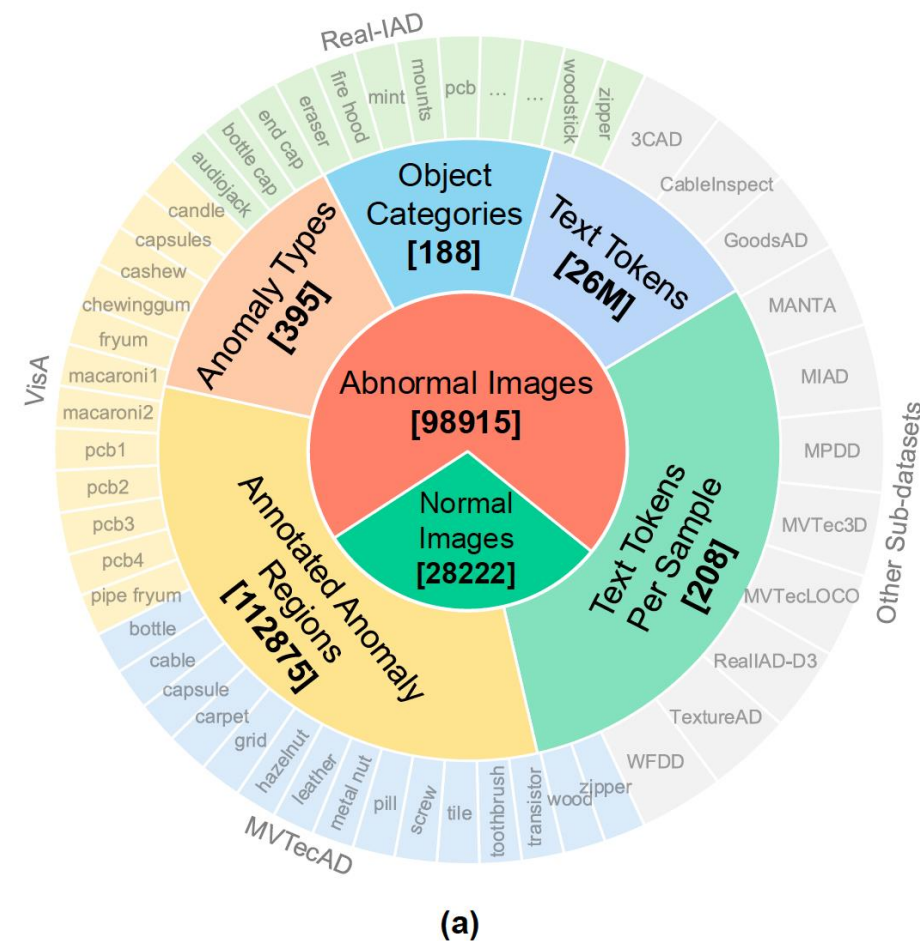 Real-IAD
audiojack
bottle cap
end cap
eraser
fire hood
mint
mounts
pcb
...
...
woodstick
zipper
3CAD
CableInspect
GoodsAD
MANTA
MIAD
MPDD
MVTec3D
MVTecLOCO
RealIAD-D3
TextureAD
WFDD
Other Sub-datasets
VisA
candle
capsules
cashew
chewinggum
fryum
macaroni1
macaroni2
pcb1
pcb2
pcb3
pcb4
pipe fryum
bottle
cable
capsule
carpet
grid
hazelnut
leather
metal nut
pill
screw
tile
toothbrush
transistor
wood
zipper
MVTecAD
Object
Categories
[188]
Text Tokens
[26M]
Anomaly Types
[395]
Abnormal Images
[98915]
Normal
Images
[28222]
Annotated Anomaly
Regions
[112875]
Text Tokens
Per Sample
[208]
(a)